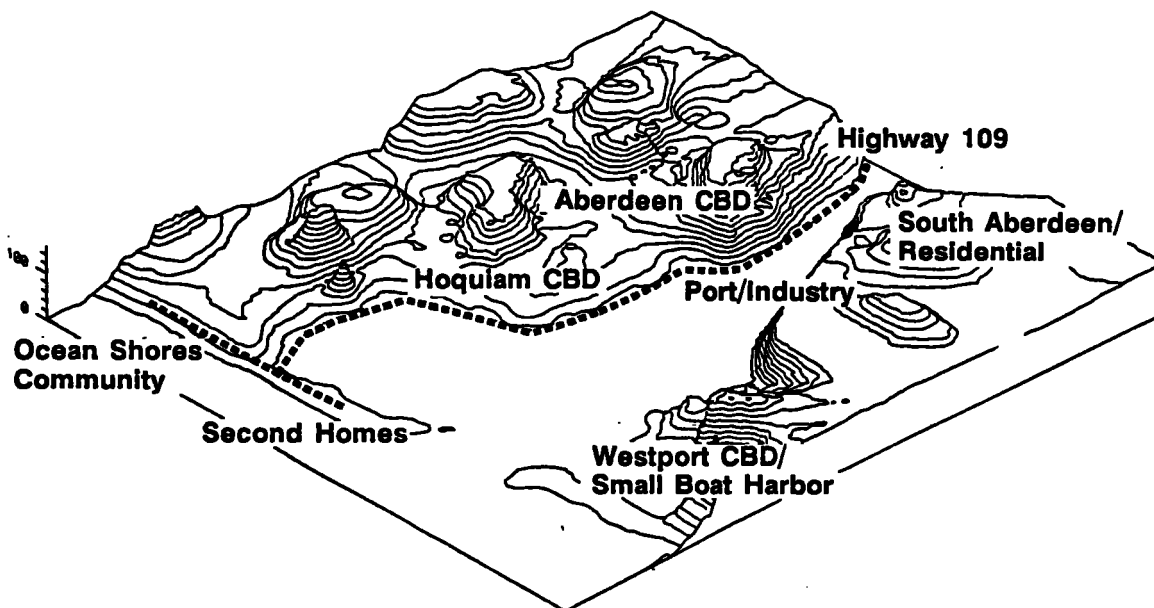 Highway 109
Aberdeen CBD
South Aberdeen/
Residential
Hoquiam CBD
Port/Industry
Ocean Shores
Community
Second Homes
Westport CBD/
Small Boat Harbor
0